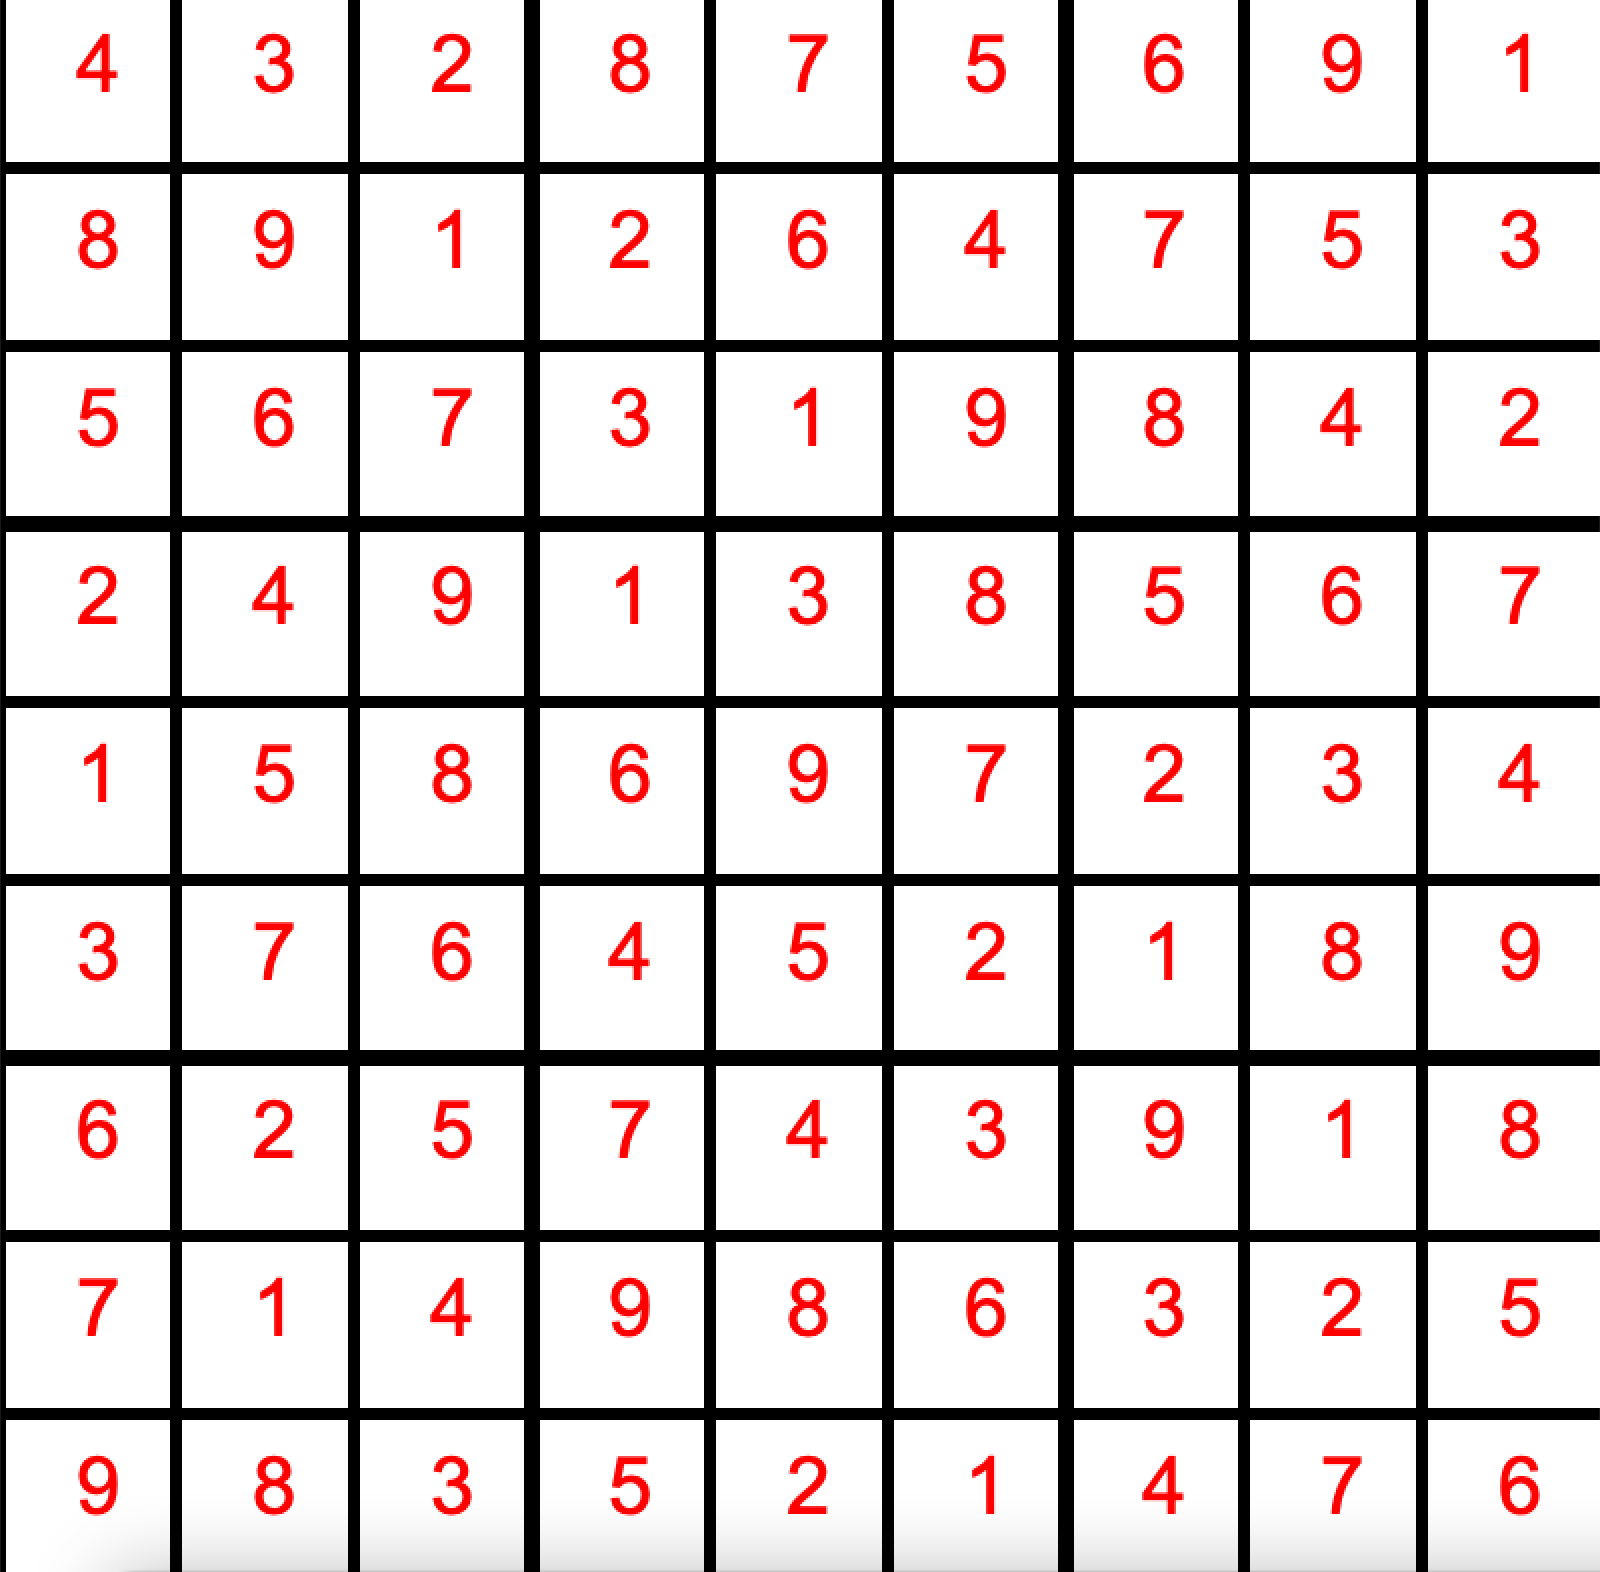 4 3 2 8 7 5 6 9 1
8 9 1 2 6 4 7 5 3
5 6 7 3 1 9 8 4 2
2 4 9 1 3 8 5 6 7
1 5 8 6 9 7 2 3 4
3 7 6 4 5 2 1 8 9
6 2 5 7 4 3 9 1 8
7 1 4 9 8 6 3 2 5
9 8 3 5 2 1 4 7 6